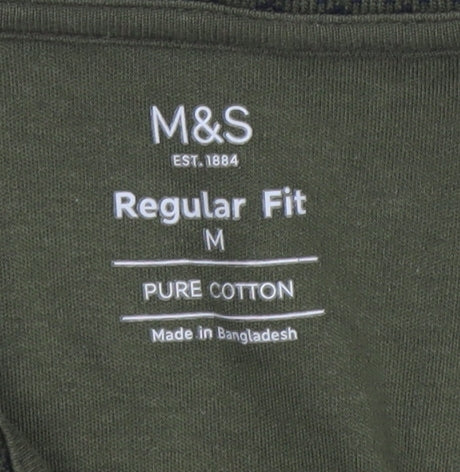 M&S
EST. 1884
Regular Fit
M
PURE COTTON
Made in Bangladesh